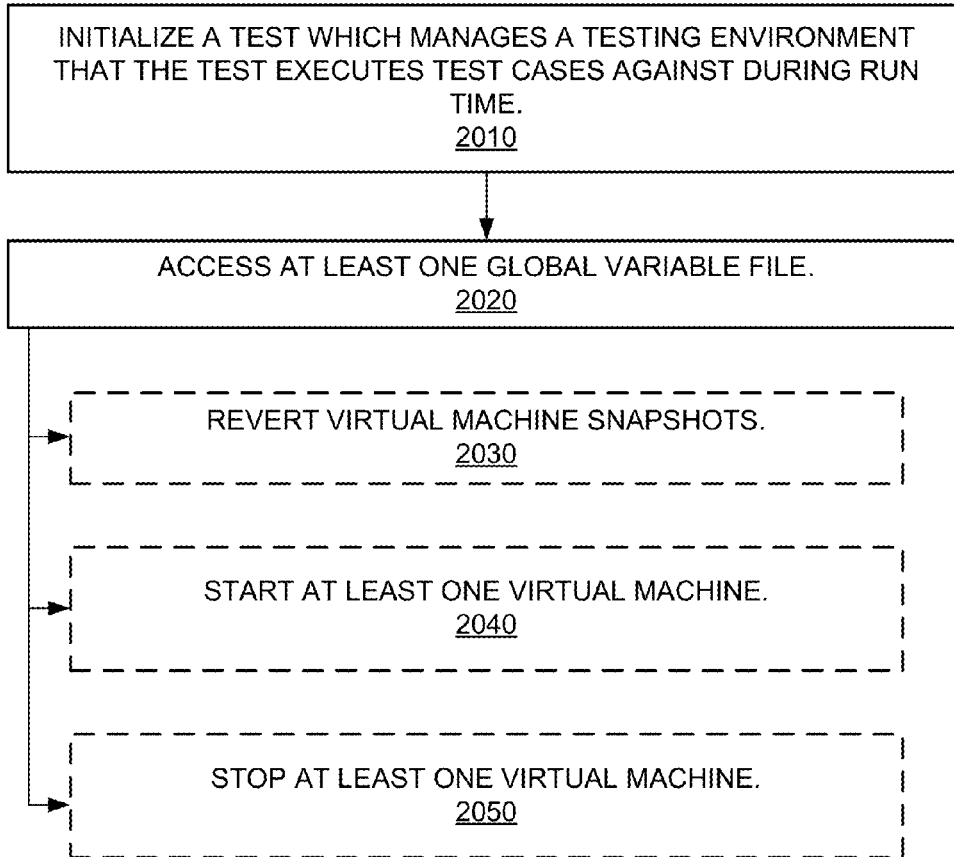 INITIALIZE A TEST WHICH MANAGES A TESTING ENVIRONMENT
THAT THE TEST EXECUTES TEST CASES AGAINST DURING RUN
TIME.
2010
ACCESS AT LEAST ONE GLOBAL VARIABLE FILE.
2020
REVERT VIRTUAL MACHINE SNAPSHOTS.
2030
START AT LEAST ONE VIRTUAL MACHINE.
2040
STOP AT LEAST ONE VIRTUAL MACHINE.
2050